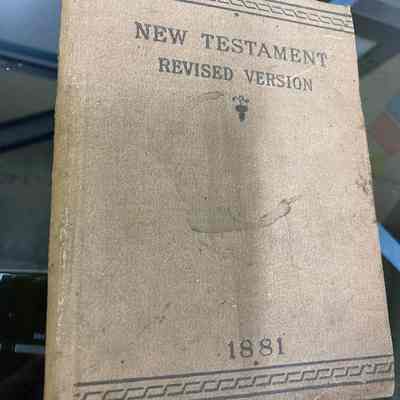 NEW TESTAMENT
REVISED VERSION
1881